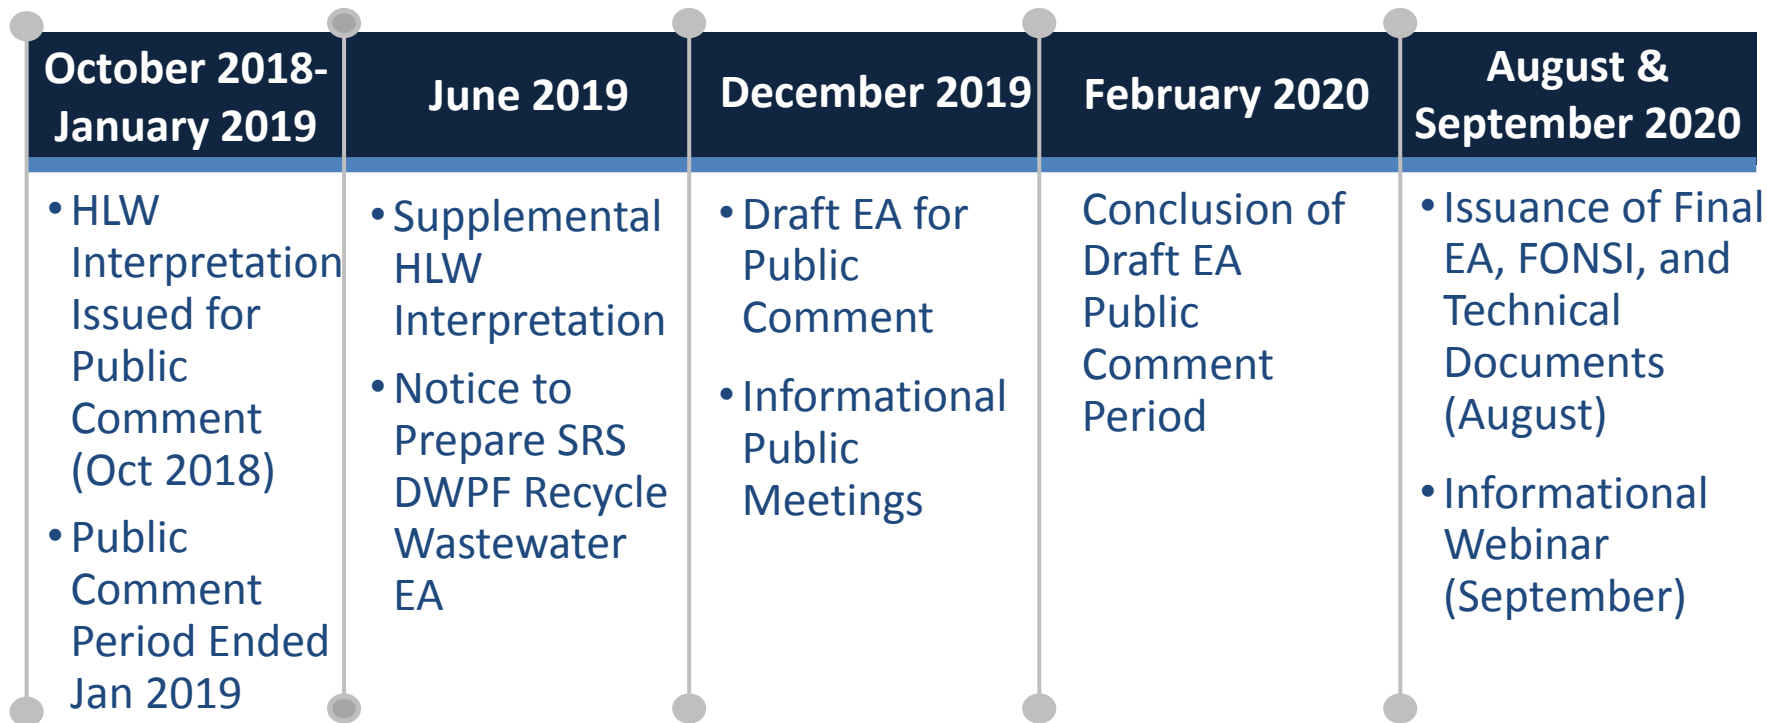 October 2018-
January 2019
June 2019
December 2019
February 2020
August &
September 2020
• HLW
Interpretation
Issued for
Public
Comment
(Oct 2018)
• Public
Comment
Period Ended
Jan 2019
• Supplemental
HLW
Interpretation
• Notice to
Prepare SRS
DWPF Recycle
Wastewater
EA
• Draft EA for
Public
Comment
• Informational
Public
Meetings
Conclusion of
Draft EA
Public
Comment
Period
• Issuance of Final
EA, FONSI, and
Technical
Documents
(August)
• Informational
Webinar
(September)